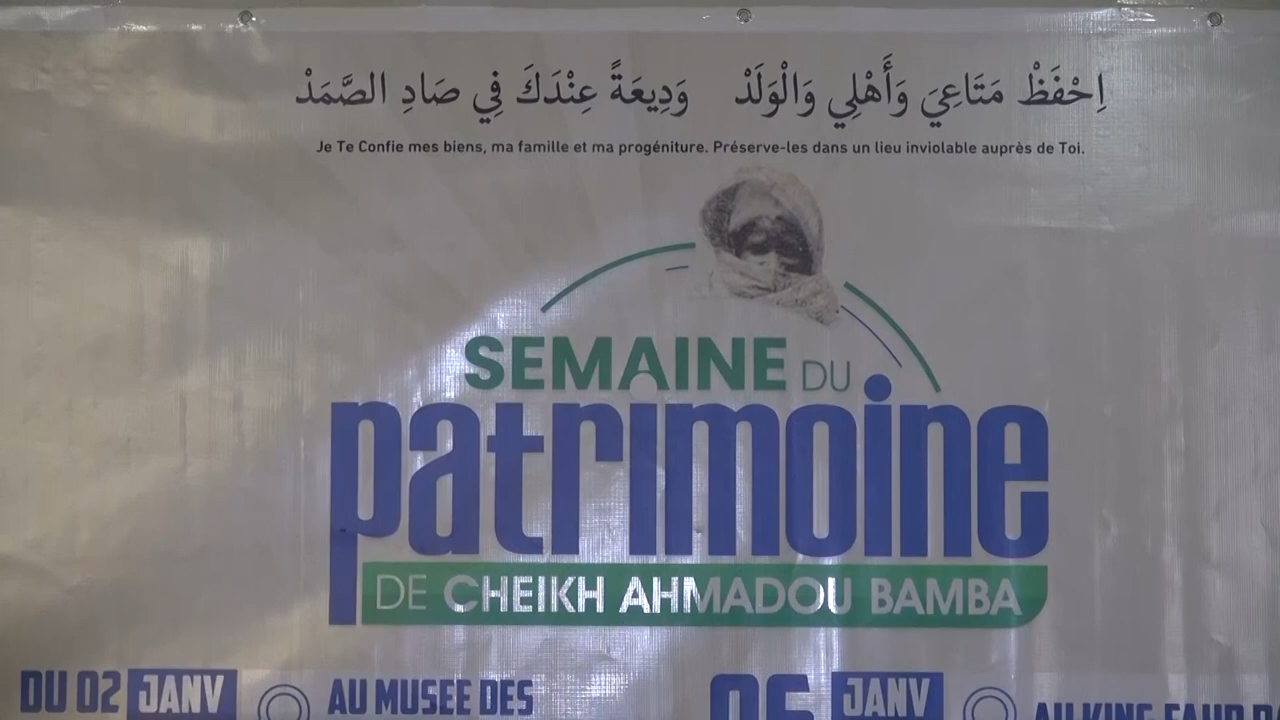 اِحْفَظْ مَتَاعِيَ وَأَهْلِي وَالْوَلَدْ وَدِيعَةً عِنْدَكَ فِي صَادِ الصَّمَدْ
Je Te Confie mes biens, ma famille et ma progéniture. Préserve-les dans un lieu inviolable auprès de Toi.
SEMAINE DU
patrimoine
DE CHEIKH AHMADOU BAMBA
DU 02 JANV AU MUSEE DES JANV AU KING